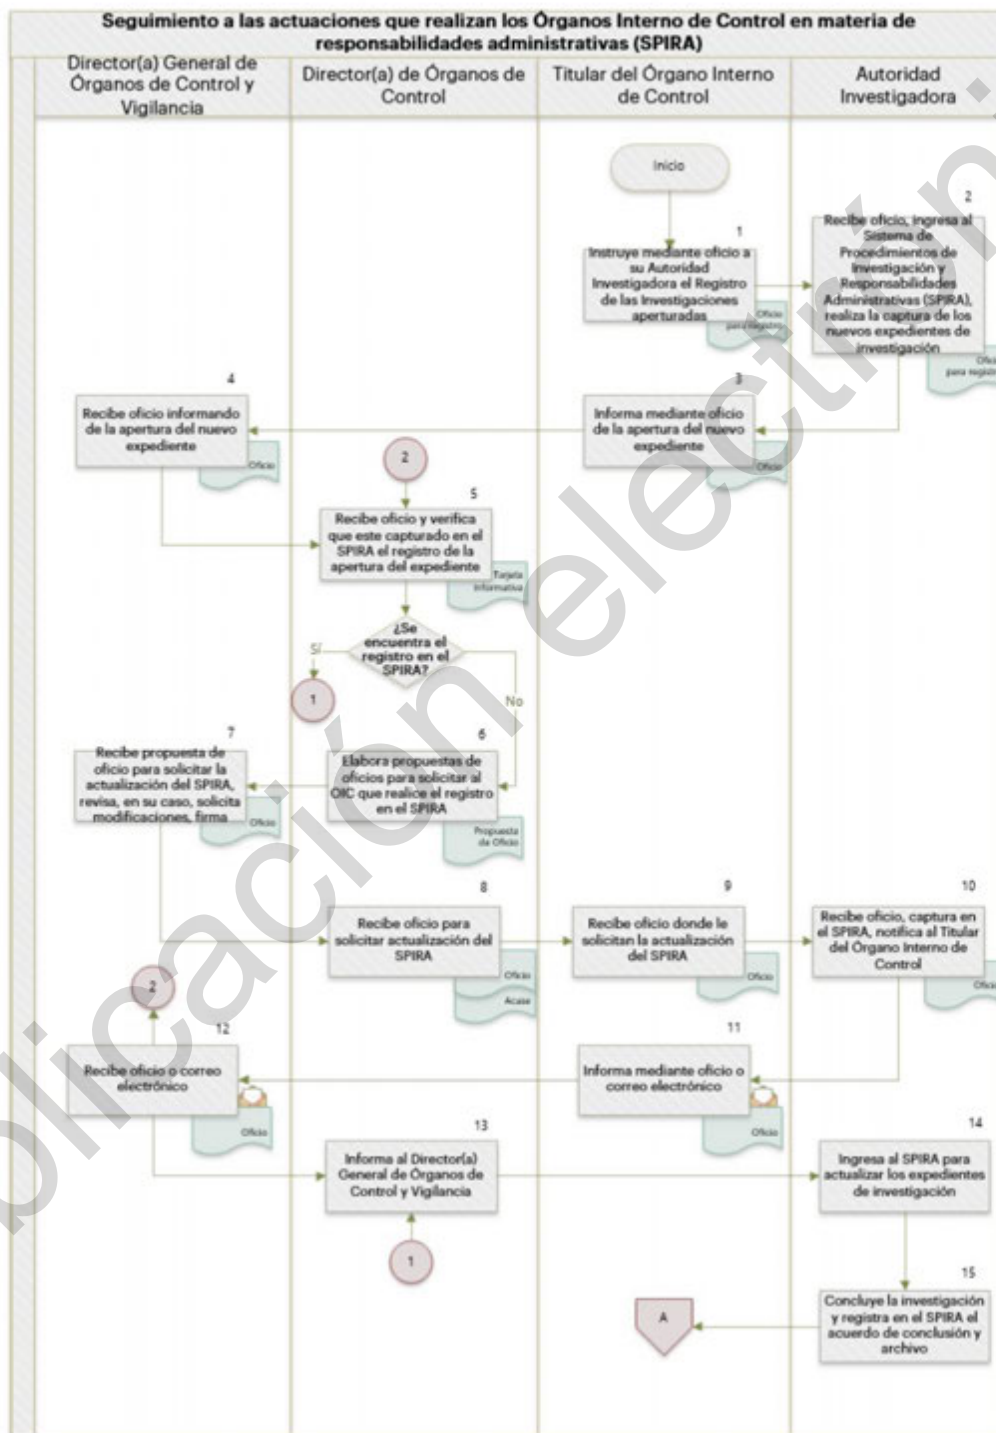 Seguimiento a las actuaciones que realizan los Órganos Interno de Control en materia de
responsabilidades administrativas (SPIRA)
Director(a) General de
Órganos de Control y
Vigilancia
Director(a) de Órganos de
Control
Titular del Órgano Interno
de Control
Autoridad
Investigadora
Inicio
1
Instruye mediante oficio a
su Autoridad
Investigadora el Registro
de las Investigaciones
aperturadas
Oficio
para registro
2
Recibe oficio, ingresa al
Sistema de
Procedimientos de
Investigación y
Responsabilidades
Administrativas (SPIRA),
realiza la captura de los
nuevos expedientes de
investigación
Ofici
para registr
3
Informa mediante oficio
de la apertura del nuevo
expediente
Oficio
4
Recibe oficio informando
de la apertura del nuevo
expediente
Oficio
2
5
Recibe oficio y verifica
que este capturado en el
SPIRA el registro de la
apertura del expediente
Tarjeta
informativa
¿Se
encuentra el
registro en el
SPIRA?
Sí
No
1
6
Elabora propuestas de
oficios para solicitar al
OIC que realice el registro
en el SPIRA
Propuesta
de Oficio
7
Recibe propuesta de
oficio para solicitar la
actualización del SPIRA,
revisa, en su caso, solicita
modificaciones, firma
Oficio
8
Recibe oficio para
solicitar actualización del
SPIRA
Oficio
Acuse
9
Recibe oficio donde le
solicitan la actualización
del SPIRA
Oficio
10
Recibe oficio, captura en
el SPIRA, notifica al Titular
del Órgano Interno de
Control
Oficio
11
Informa mediante oficio o
correo electrónico
Oficio
2
12
Recibe oficio o correo
electrónico
Oficio
13
Informa al Director(a)
General de Órganos de
Control y Vigilancia
1
14
Ingresa al SPIRA para
actualizar los expedientes
de investigación
15
Concluye la investigación
y registra en el SPIRA el
acuerdo de conclusión y
archivo
A
plicación electrón